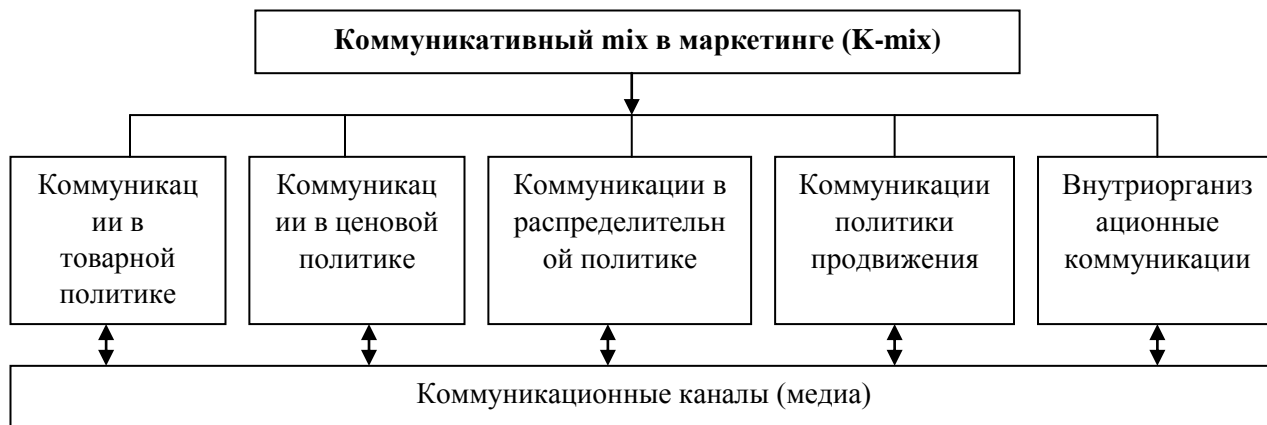 Коммуникативный mix в маркетинге (K-mix)
Коммуникац
ии в
товарной
политике
Коммуникац
ии в ценовой
политике
Коммуникации в
распределительн
ой политике
Коммуникации
политики
продвижения
Внутриорганиз
ационные
коммуникации
Коммуникационные каналы (медиа)